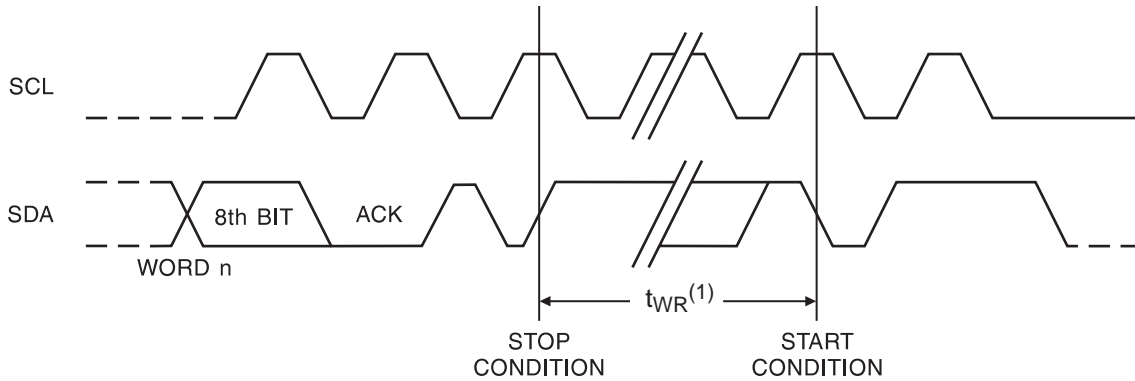 SCL
SDA
8th BIT
ACK
WORD n
tWR(1)
STOP
CONDITION
START
CONDITION